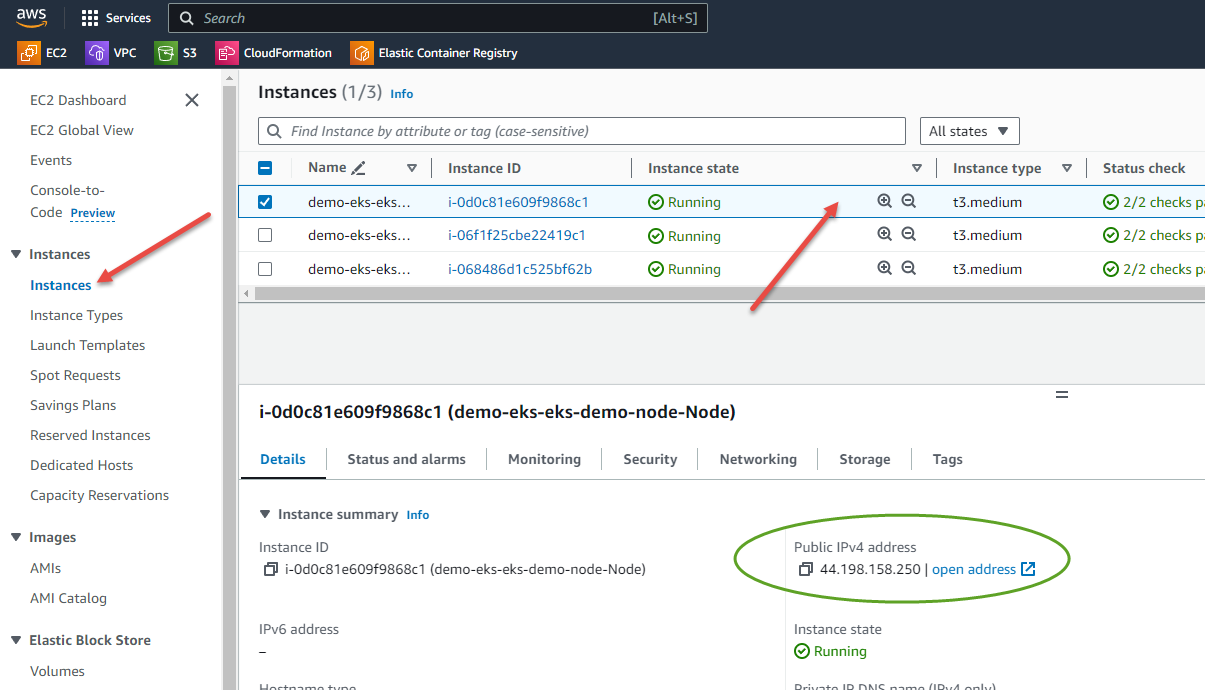 aws Services Search [Alt+S]
EC2 VPC S3 CloudFormation Elastic Container Registry
EC2 Dashboard
EC2 Global View
Events
Console-to-
Code Preview
Instances
Instances
Instance Types
Launch Templates
Spot Requests
Savings Plans
Reserved Instances
Dedicated Hosts
Capacity Reservations
Images
AMIs
AMI Catalog
Elastic Block Store
Volumes
Instances (1/3) Info
Find Instance by attribute or tag (case-sensitive) All states
Name Instance ID Instance state Instance type Status check
demo-eks-eks... i-0d0c81e609f9868c1 Running t3.medium 2/2 checks pa
demo-eks-eks... i-06f1f25cbe22419c1 Running t3.medium 2/2 checks pa
demo-eks-eks... i-068486d1c525bf62b Running t3.medium 2/2 checks pa
i-0d0c81e609f9868c1 (demo-eks-eks-demo-node-Node)
Details Status and alarms Monitoring Security Networking Storage Tags
Instance summary Info
Instance ID
i-0d0c81e609f9868c1 (demo-eks-eks-demo-node-Node)
Public IPv4 address
44.198.158.250 | open address
IPv6 address
–
Instance state
Running
Hostname type
Private IP DNS name (IPv4 only)